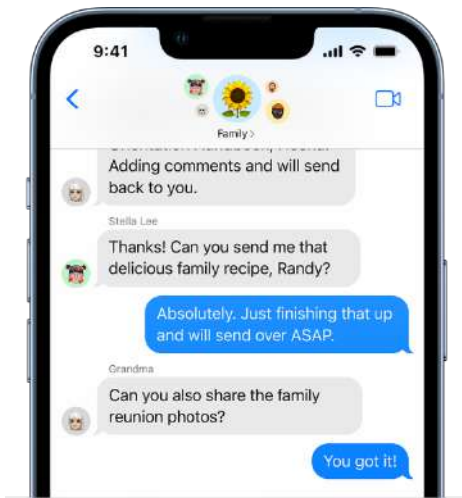 9:41
Family >
Adding comments and will send
back to you.
Stella Lee
Thanks! Can you send me that
delicious family recipe, Randy?
Absolutely. Just finishing that up
and will send over ASAP.
Grandma
Can you also share the family
reunion photos?
You got it!